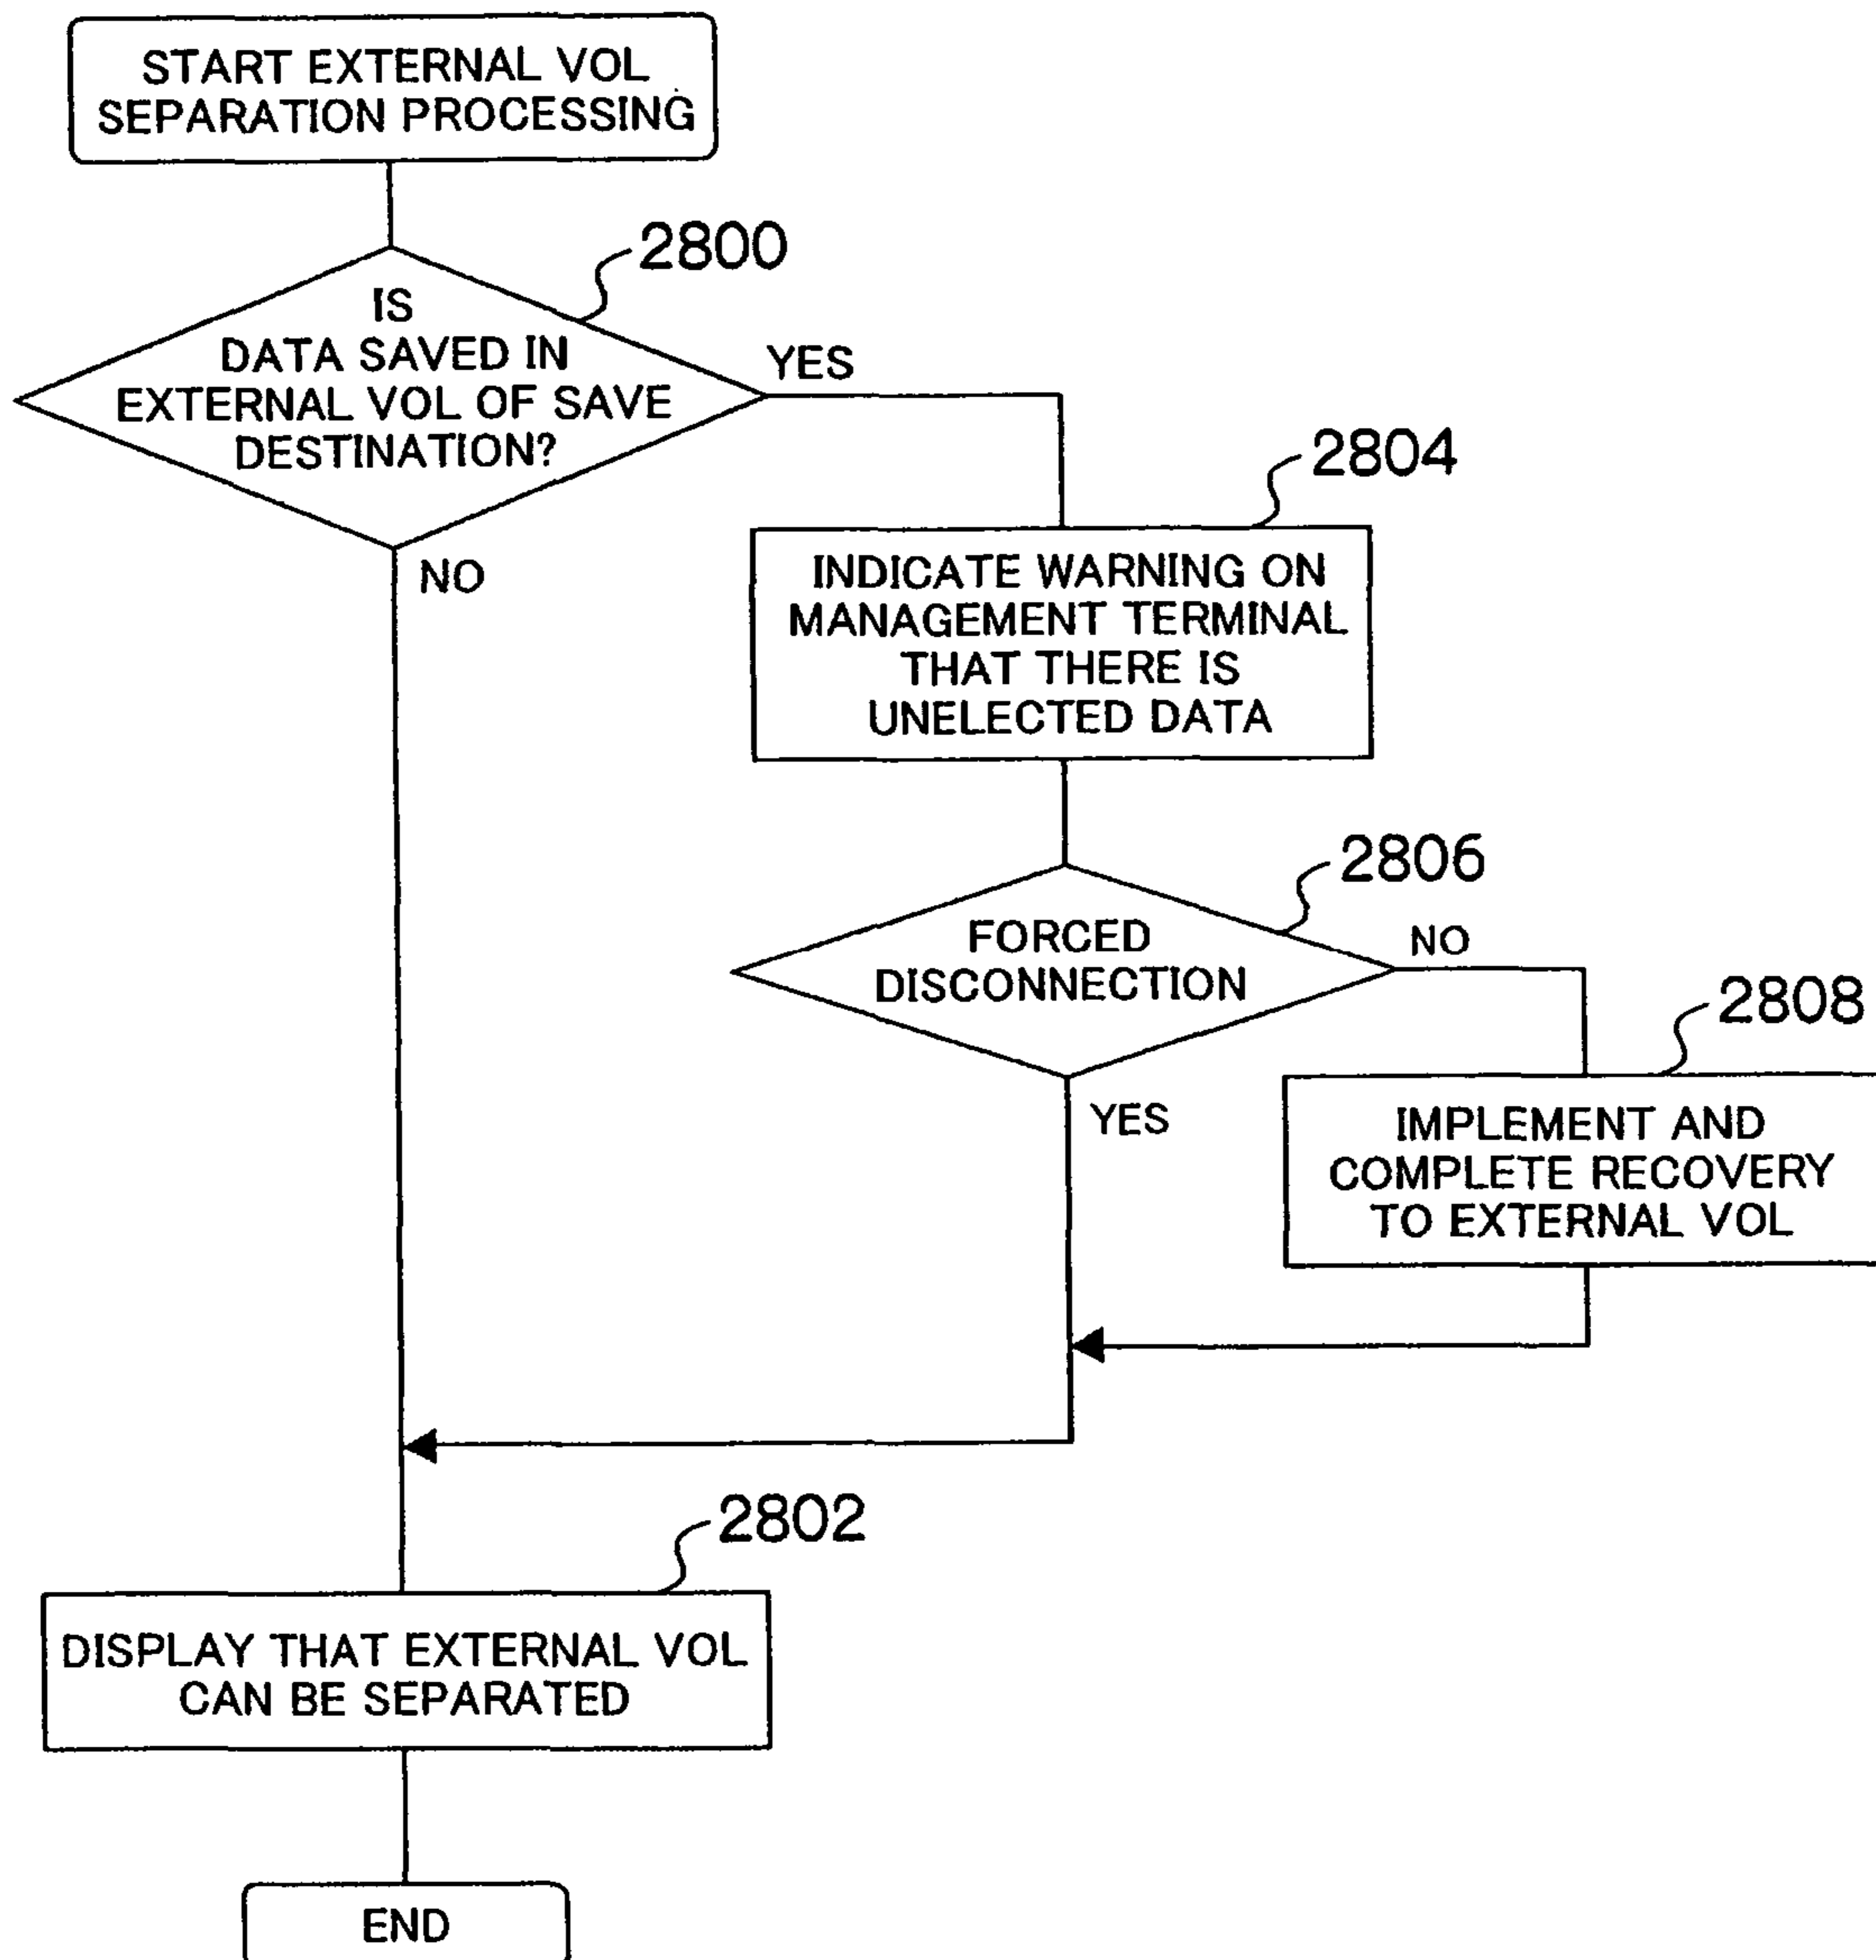 START EXTERNAL VOL
SEPARATION PROCESSING
2800
IS
DATA SAVED IN
EXTERNAL VOL OF SAVE
DESTINATION?
YES
NO
2804
INDICATE WARNING ON
MANAGEMENT TERMINAL
THAT THERE IS
UNELECTED DATA
2806
FORCED
DISCONNECTION
NO
YES
2808
IMPLEMENT AND
COMPLETE RECOVERY
TO EXTERNAL VOL
2802
DISPLAY THAT EXTERNAL VOL
CAN BE SEPARATED
END